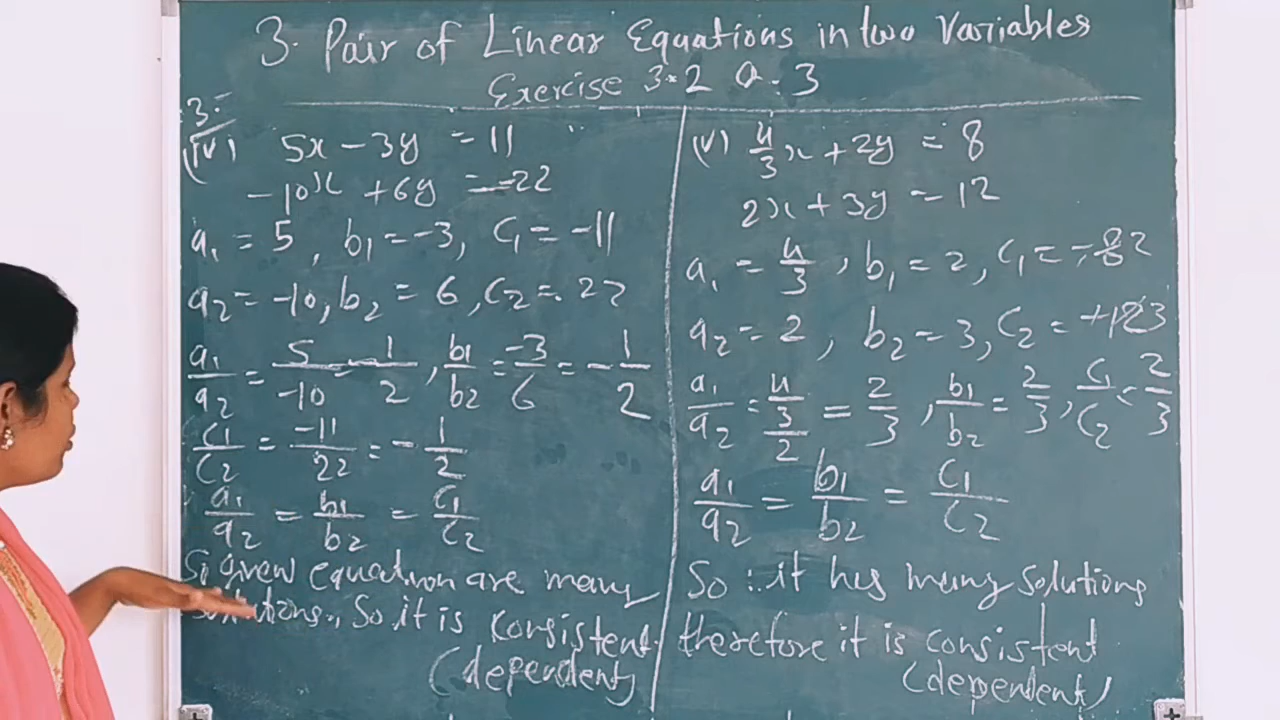 3. Pair of Linear Equations in two Variables
Exercise 3.2 Q. 3
3.
(iv) 5x - 3y = 11
-10x + 6y = -22
a₁ = 5, b₁ = -3, c₁ = -11
a₂ = -10, b₂ = 6, c₂ = 22
a₁/a₂ = 5/-10 = -1/2, b₁/b₂ = -3/6 = -1/2
c₁/c₂ = -11/22 = -1/2
a₁/a₂ = b₁/b₂ = c₁/c₂
So given equation are many
solutions. So it is consistent.
(dependent)
(v) 4/3 x + 2y = 8
2x + 3y = 12
a₁ = 4/3, b₁ = 2, c₁ = -8 2
a₂ = 2, b₂ = 3, c₂ = 3
a₁/a₂ = 4/3/2 = 2/3, b₁/b₂ = 2/3, c₁/c₂ = 2/3
a₁/a₂ = b₁/b₂ = c₁/c₂
So it has many solutions
therefore it is consistent
(dependent)